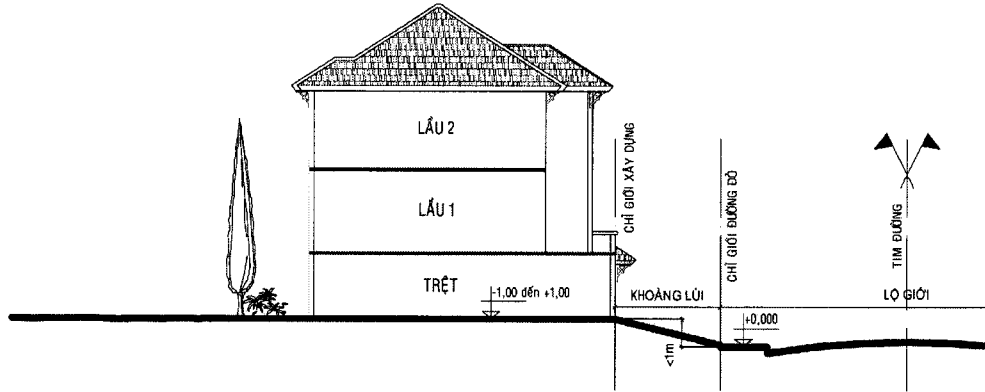 LẦU 2
LẦU 1
TRỆT
-1,00 đến +1,00
CHỈ GIỚI XÂY DỰNG
KHOẢNG LÙI
<1m
CHỈ GIỚI ĐƯỜNG ĐỎ
+0,000
TIM ĐƯỜNG
LỘ GIỚI